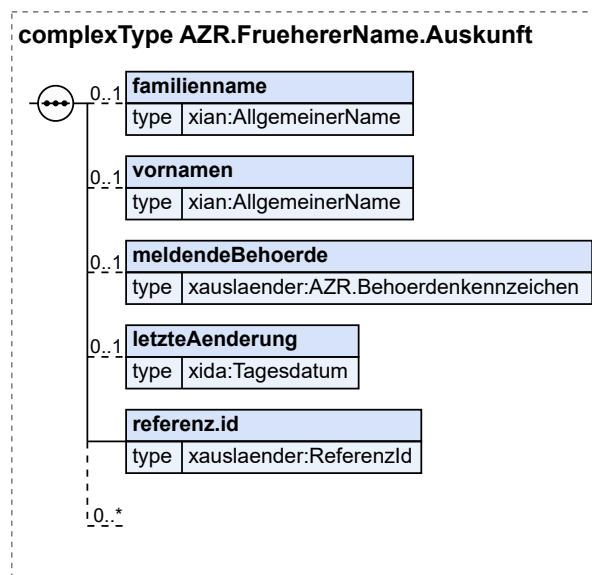 complexType AZR.FruehererName.Auskunft
0..1 familienname
type xian:AllgemeinerName
0..1 vornamen
type xian:AllgemeinerName
0..1 meldendeBehoerde
type xauslaender:AZR.Behoerdenkennzeichen
0..1 letzteAenderung
type xida:Tagesdatum
referenz.id
type xauslaender:ReferenzId
0..*